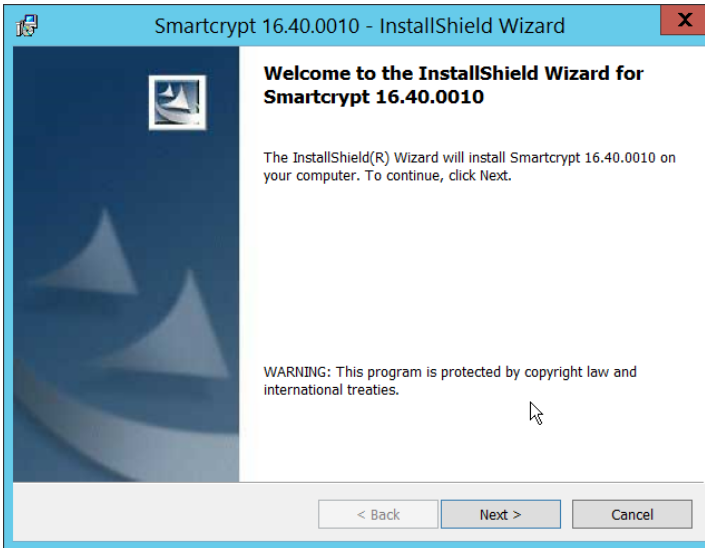 Smartcrypt 16.40.0010 - InstallShield Wizard
X
Welcome to the InstallShield Wizard for
Smartcrypt 16.40.0010
The InstallShield(R) Wizard will install Smartcrypt 16.40.0010 on
your computer. To continue, click Next.
WARNING: This program is protected by copyright law and
international treaties.
< Back
Next >
Cancel